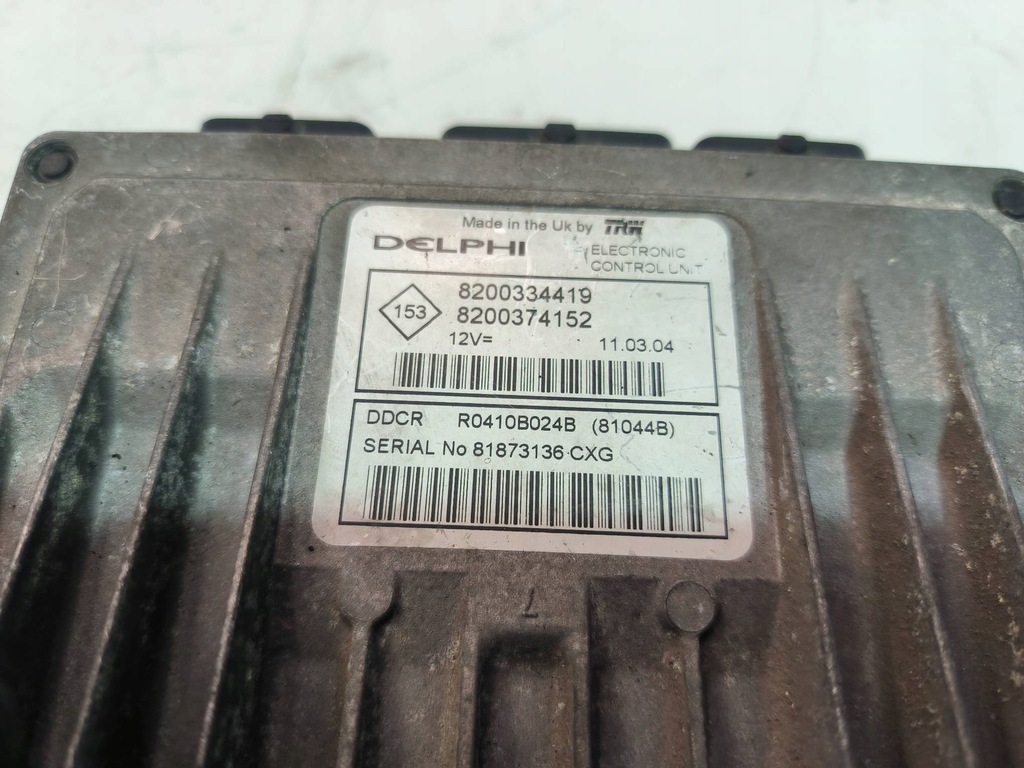 Made in the Uk by TRW
DELPHI
ELECTRONIC
CONTROL UNIT
153
8200334419
8200374152
12V=
11.03.04
DDCR R0410B024B (81044B)
SERIAL No 81873136 CXG